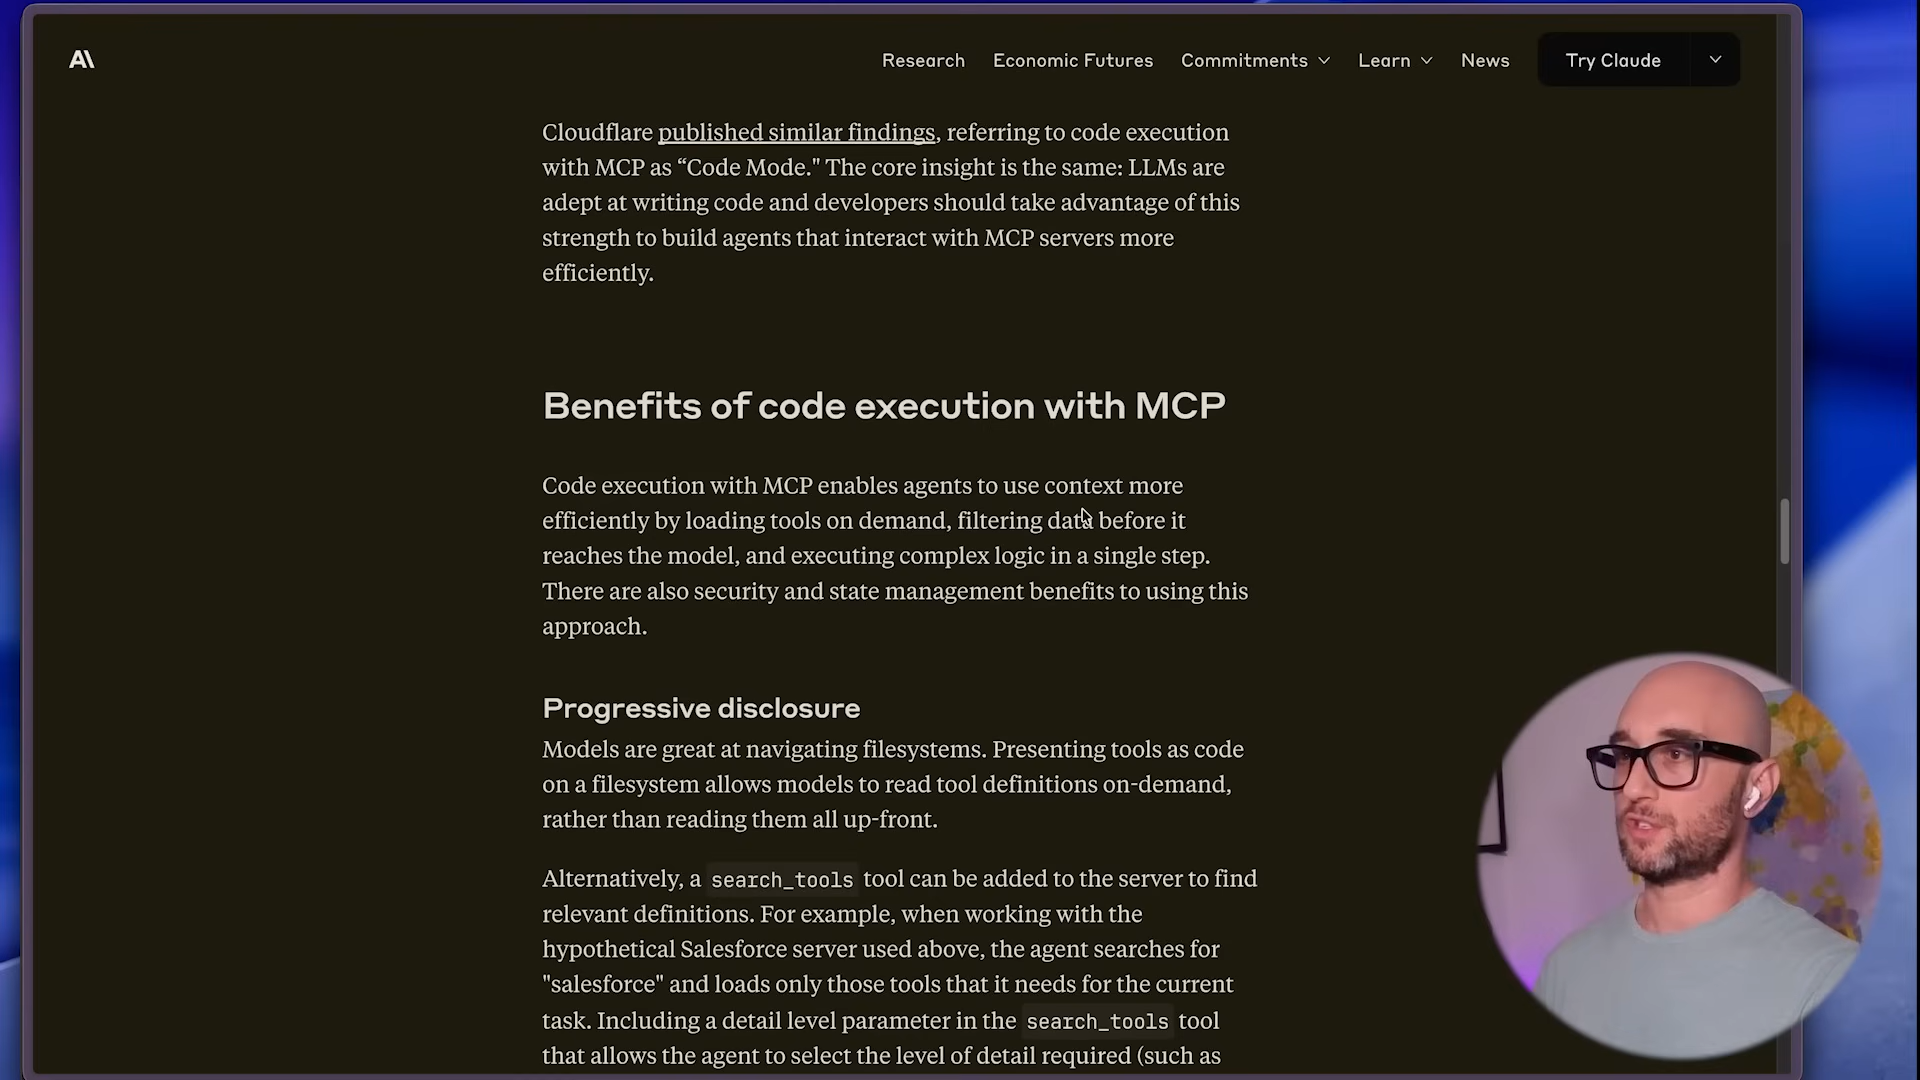 A\
Research Economic Futures Commitments Learn News Try Claude
Cloudflare published similar findings, referring to code execution
with MCP as “Code Mode." The core insight is the same: LLMs are
adept at writing code and developers should take advantage of this
strength to build agents that interact with MCP servers more
efficiently.
Benefits of code execution with MCP
Code execution with MCP enables agents to use context more
efficiently by loading tools on demand, filtering data before it
reaches the model, and executing complex logic in a single step.
There are also security and state management benefits to using this
approach.
Progressive disclosure
Models are great at navigating filesystems. Presenting tools as code
on a filesystem allows models to read tool definitions on-demand,
rather than reading them all up-front.
Alternatively, a search_tools tool can be added to the server to find
relevant definitions. For example, when working with the
hypothetical Salesforce server used above, the agent searches for
"salesforce" and loads only those tools that it needs for the current
task. Including a detail level parameter in the search_tools tool
that allows the agent to select the level of detail required (such as